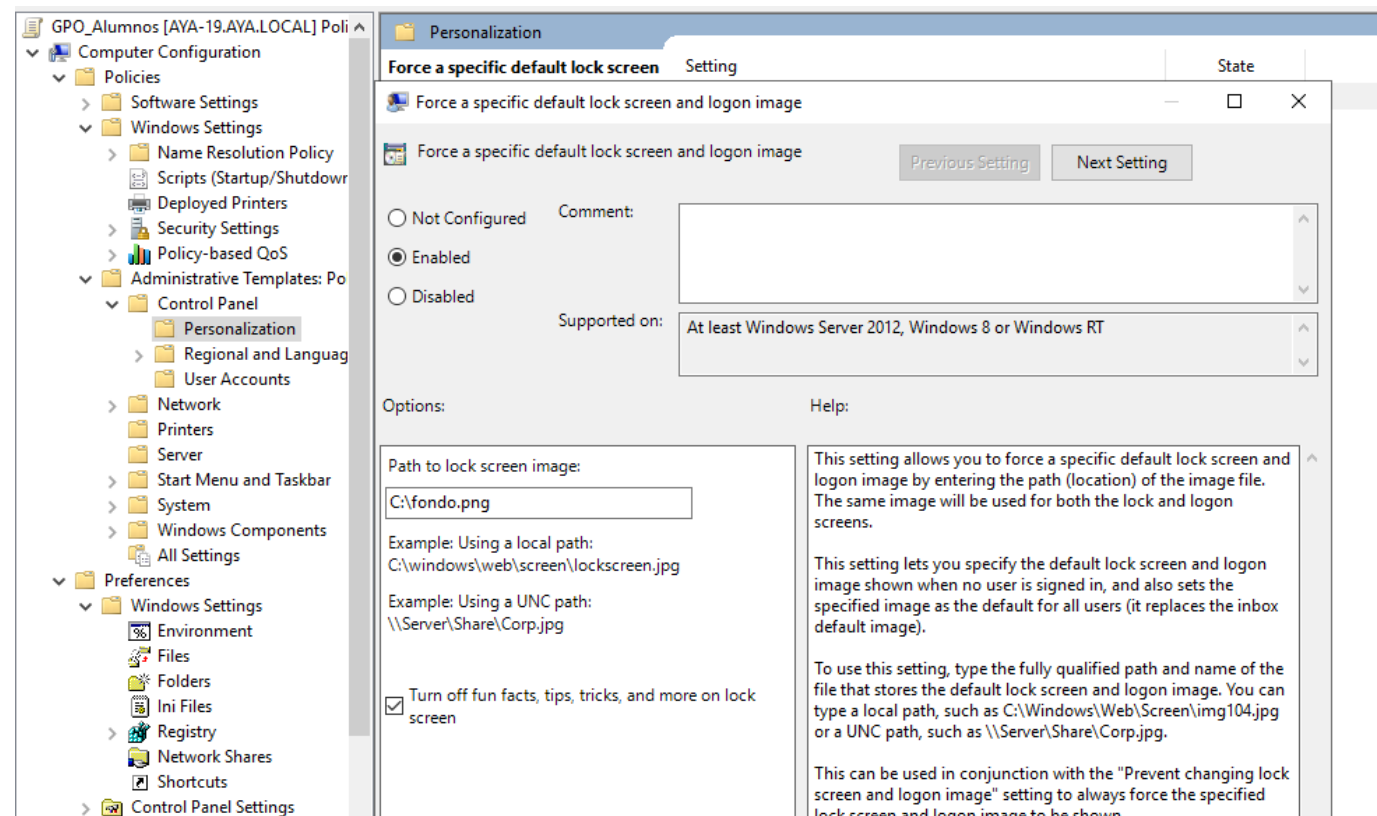 GPO_Alumnos [AYA-19.AYA.LOCAL] Poli
Computer Configuration
Policies
Software Settings
Windows Settings
Name Resolution Policy
Scripts (Startup/Shutdowr
Deployed Printers
Security Settings
Policy-based QoS
Administrative Templates: Po
Control Panel
Personalization
Regional and Languag
User Accounts
Network
Printers
Server
Start Menu and Taskbar
System
Windows Components
All Settings
Preferences
Windows Settings
Environment
Files
Folders
Ini Files
Registry
Network Shares
Shortcuts
Control Panel Settings
Personalization
Force a specific default lock screen
Setting
State
Force a specific default lock screen and logon image
Force a specific default lock screen and logon image
Previous Setting
Next Setting
Not Configured
Enabled
Disabled
Comment:
Supported on:
At least Windows Server 2012, Windows 8 or Windows RT
Options:
Help:
Path to lock screen image:
C:\fondo.png
Example: Using a local path:
C:\windows\web\screen\lockscreen.jpg
Example: Using a UNC path:
\\Server\Share\Corp.jpg
Turn off fun facts, tips, tricks, and more on lock
screen
This setting allows you to force a specific default lock screen and
logon image by entering the path (location) of the image file.
The same image will be used for both the lock and logon
screens.
This setting lets you specify the default lock screen and logon
image shown when no user is signed in, and also sets the
specified image as the default for all users (it replaces the inbox
default image).
To use this setting, type the fully qualified path and name of the
file that stores the default lock screen and logon image. You can
type a local path, such as C:\Windows\Web\Screen\img104.jpg
or a UNC path, such as \\Server\Share\Corp.jpg.
This can be used in conjunction with the "Prevent changing lock
screen and logon image" setting to always force the specified
lock screen and logon image to be shown.